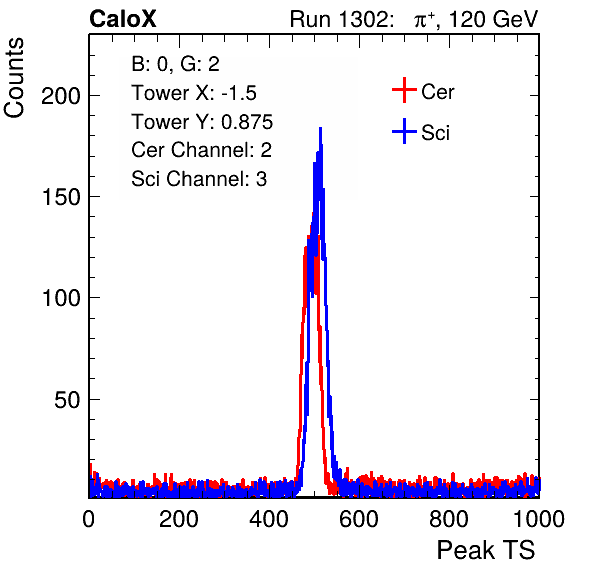 CaloX Run 1302: π⁺, 120 GeV
Counts
B: 0, G: 2
Tower X: -1.5
Tower Y: 0.875
Cer Channel: 2
Sci Channel: 3
Cer
Sci
200
150
100
50
0 200 400 600 800 1000
Peak TS